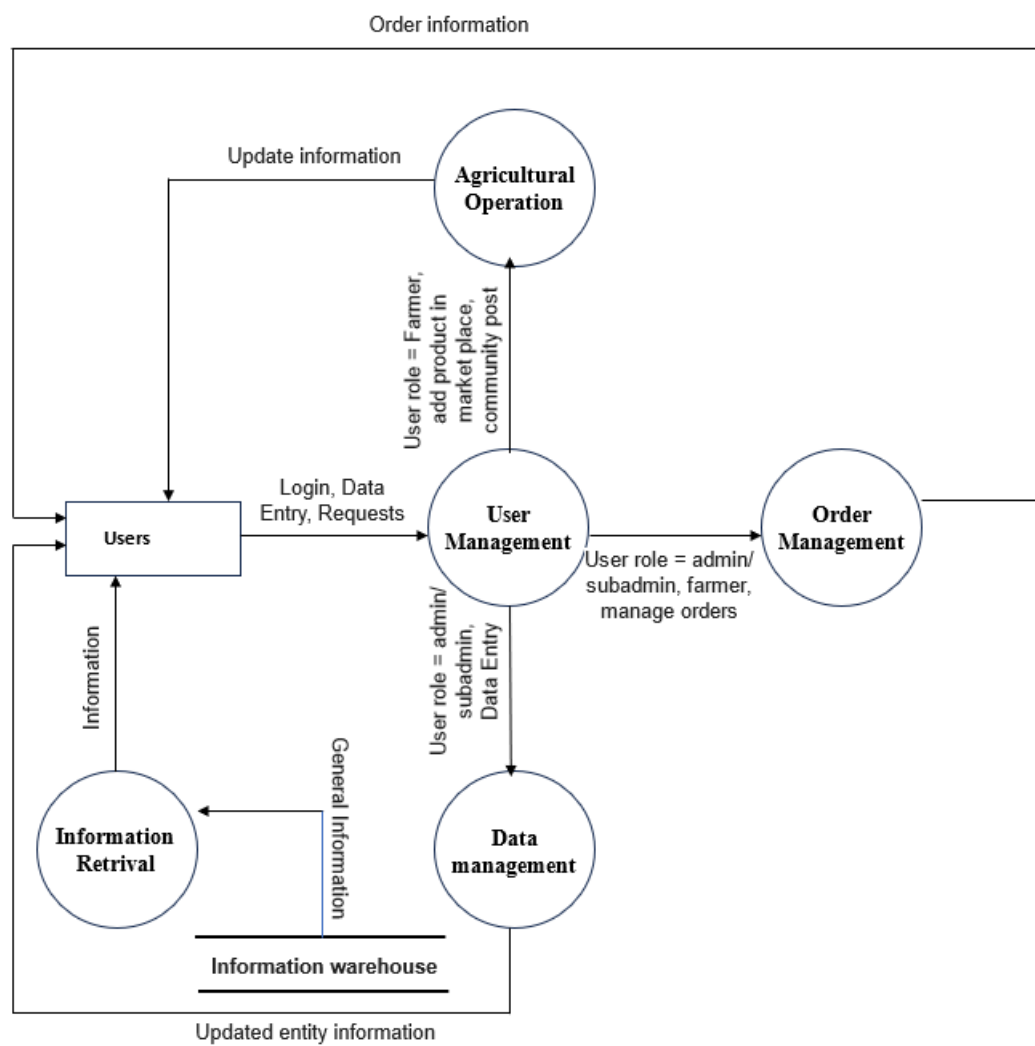 Order information
Update information
Agricultural
Operation
User role = Farmer,
add product in
market place,
community post
Login, Data
Entry, Requests
Users
User
Management
Order
Management
User role = admin/
subadmin, farmer,
manage orders
User role = admin/
subadmin,
Data Entry
Information
General Information
Information
Retrival
Data
management
Information warehouse
Updated entity information